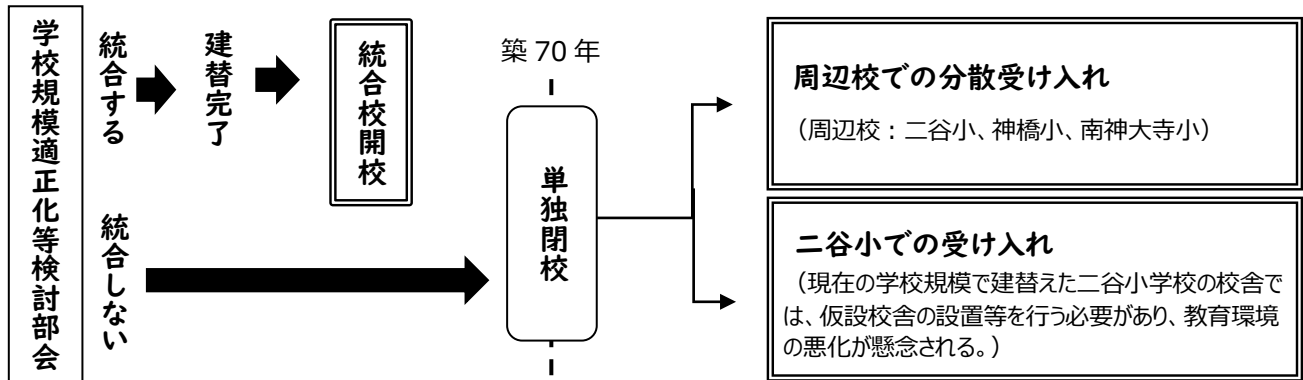 学校規模適正化等検討部会
統合する
建替完了
統合校開校
統合しない
築 70 年
単独閉校
周辺校での分散受け入れ
（周辺校：二谷小、神橋小、南神大寺小）
二谷小での受け入れ
（現在の学校規模で建替えた二谷小学校の校舎で
は、仮設校舎の設置等を行う必要があり、教育環境
の悪化が懸念される。）